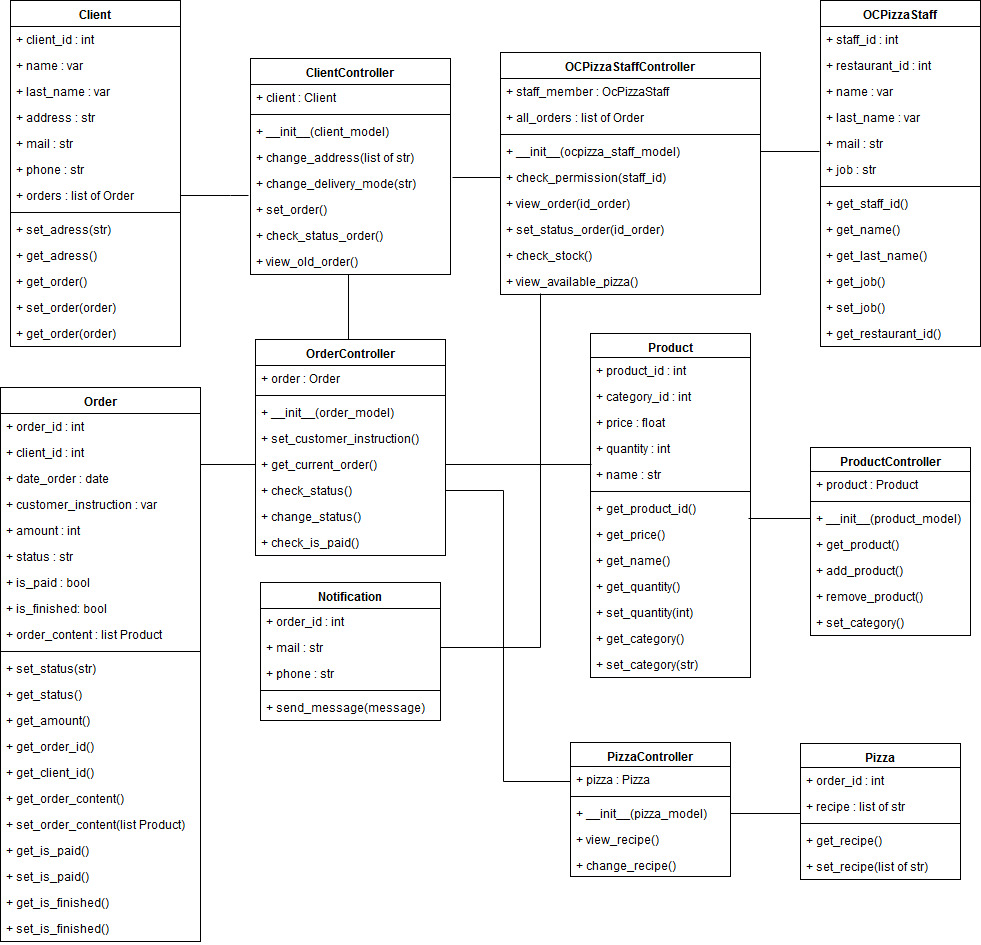 Client
+ client_id : int
+ name : var
+ last_name : var
+ address : str
+ mail : str
+ phone : str
+ orders : list of Order
+ set_adress(str)
+ get_adress()
+ get_order()
+ set_order(order)
+ get_order(order)
ClientController
+ client : Client
+ __init__(client_model)
+ change_address(list of str)
+ change_delivery_mode(str)
+ set_order()
+ check_status_order()
+ view_old_order()
OCPizzaStaffController
+ staff_member : OcPizzaStaff
+ all_orders : list of Order
+ __init__(ocpizza_staff_model)
+ check_permission(staff_id)
+ view_order(id_order)
+ set_status_order(id_order)
+ check_stock()
+ view_available_pizza()
OCPizzaStaff
+ staff_id : int
+ restaurant_id : int
+ name : var
+ last_name : var
+ mail : str
+ job : str
+ get_staff_id()
+ get_name()
+ get_last_name()
+ get_job()
+ set_job()
+ get_restaurant_id()
Order
+ order_id : int
+ client_id : int
+ date_order : date
+ customer_instruction : var
+ amount : int
+ status : str
+ is_paid : bool
+ is_finished: bool
+ order_content : list Product
+ set_status(str)
+ get_status()
+ get_amount()
+ get_order_id()
+ get_client_id()
+ get_order_content()
+ set_order_content(list Product)
+ get_is_paid()
+ set_is_paid()
+ get_is_finished()
+ set_is_finished()
OrderController
+ order : Order
+ __init__(order_model)
+ set_customer_instruction()
+ get_current_order()
+ check_status()
+ change_status()
+ check_is_paid()
Notification
+ order_id : int
+ mail : str
+ phone : str
+ send_message(message)
Product
+ product_id : int
+ category_id : int
+ price : float
+ quantity : int
+ name : str
+ get_product_id()
+ get_price()
+ get_name()
+ get_quantity()
+ set_quantity(int)
+ get_category()
+ set_category(str)
ProductController
+ product : Product
+ __init__(product_model)
+ get_product()
+ add_product()
+ remove_product()
+ set_category()
PizzaController
+ pizza : Pizza
+ __init__(pizza_model)
+ view_recipe()
+ change_recipe()
Pizza
+ order_id : int
+ recipe : list of str
+ get_recipe()
+ set_recipe(list of str)